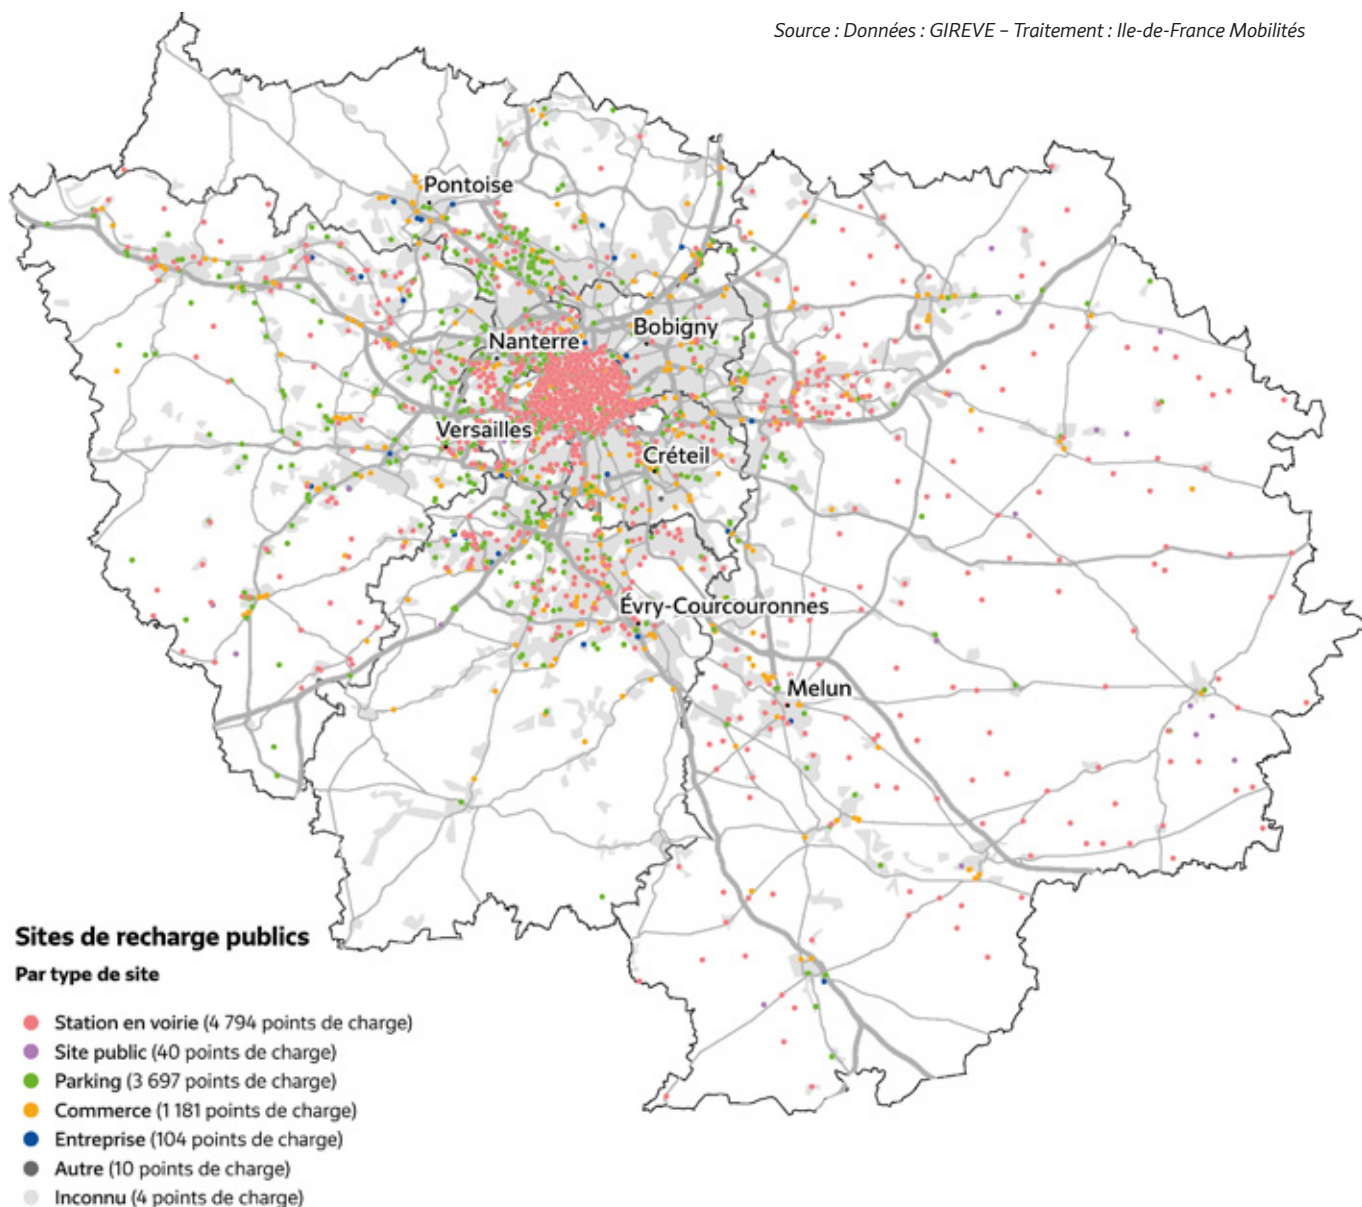 Source : Données : GIREVE – Traitement : Ile-de-France Mobilités
Pontoise
Bobigny
Nanterre
Versailles
Créteil
Évry-Courcouronnes
Melun
Sites de recharge publics
Par type de site
Station en voirie (4 794 points de charge)
Site public (40 points de charge)
Parking (3 697 points de charge)
Commerce (1 181 points de charge)
Entreprise (104 points de charge)
Autre (10 points de charge)
Inconnu (4 points de charge)